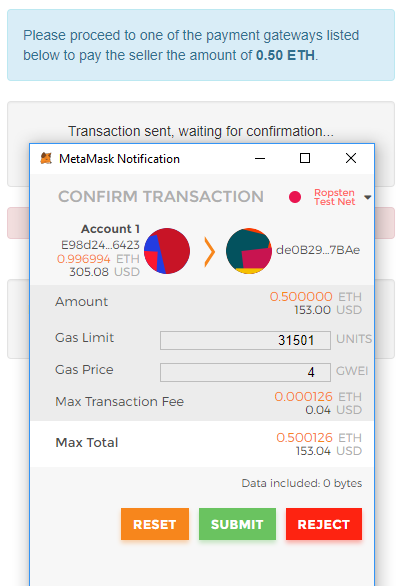 Please proceed to one of the payment gateways listed
below to pay the seller the amount of 0.50 ETH.
Transaction sent, waiting for confirmation...
MetaMask Notification
CONFIRM TRANSACTION
Ropsten
Test Net
Account 1
E98d24...6423
0.996994 ETH
305.08 USD
de0B29...7BAe
Amount
0.500000 ETH
153.00 USD
Gas Limit
31501 UNITS
Gas Price
4 GWEI
Max Transaction Fee
0.000126 ETH
0.04 USD
Max Total
0.500126 ETH
153.04 USD
Data included: 0 bytes
RESET SUBMIT REJECT